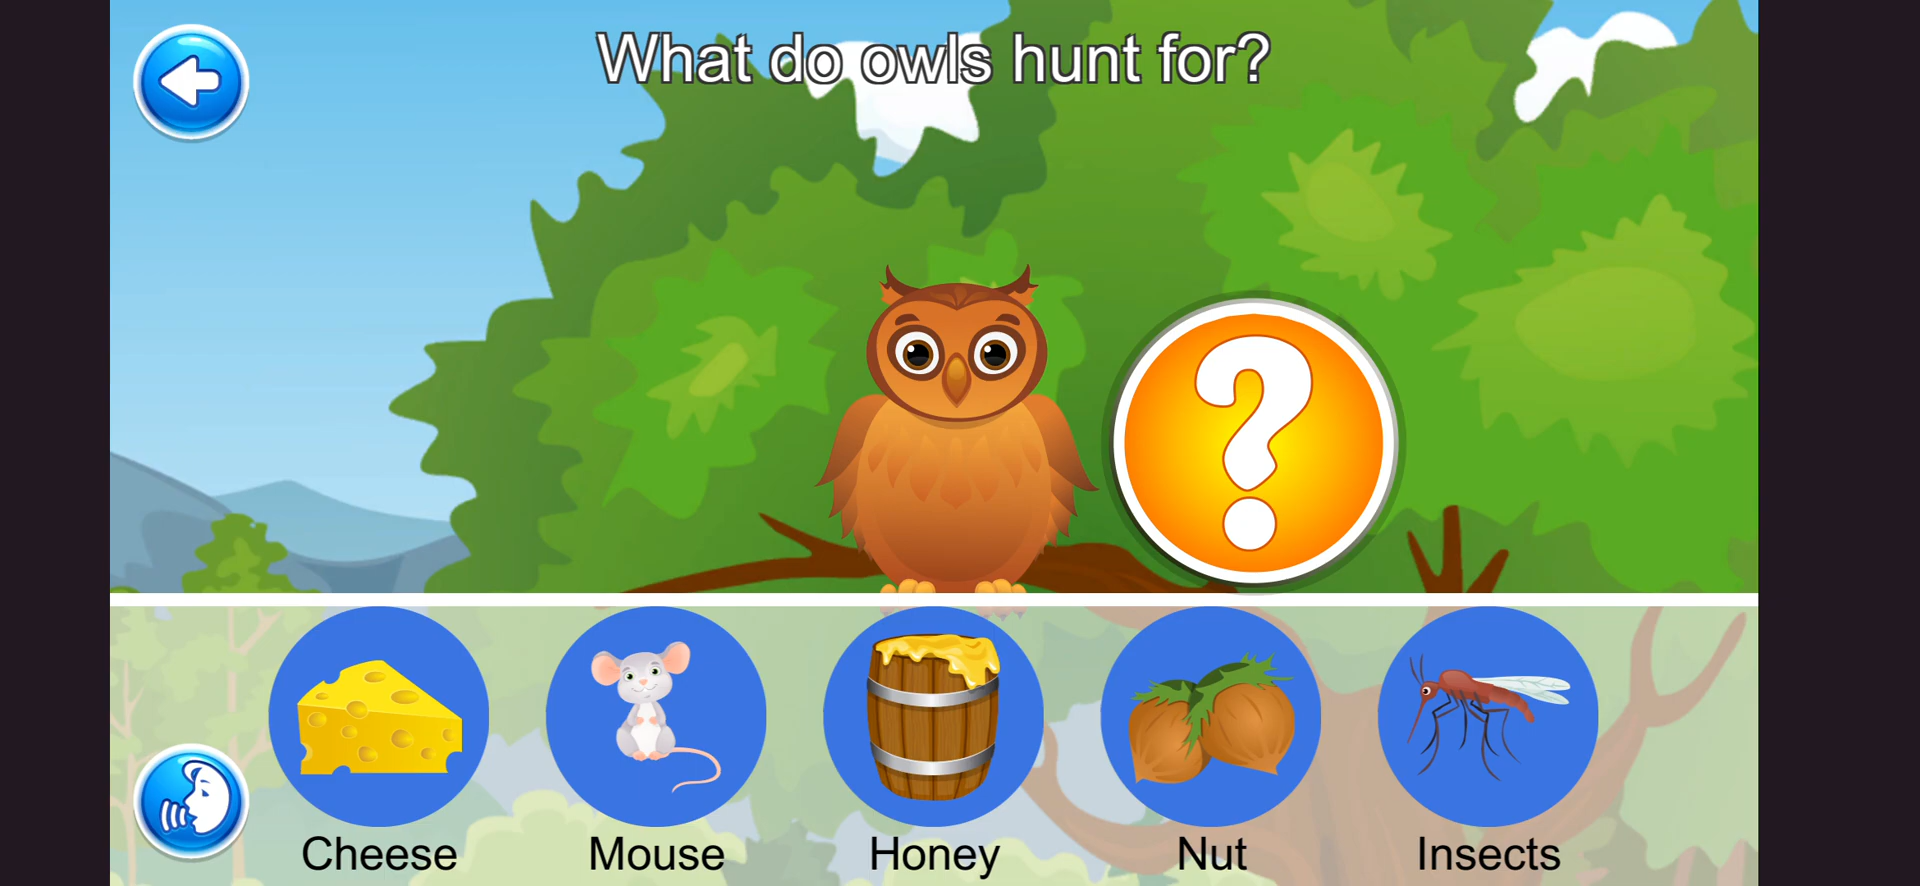 What do owls hunt for?
Cheese
Mouse
Honey
Nut
Insects